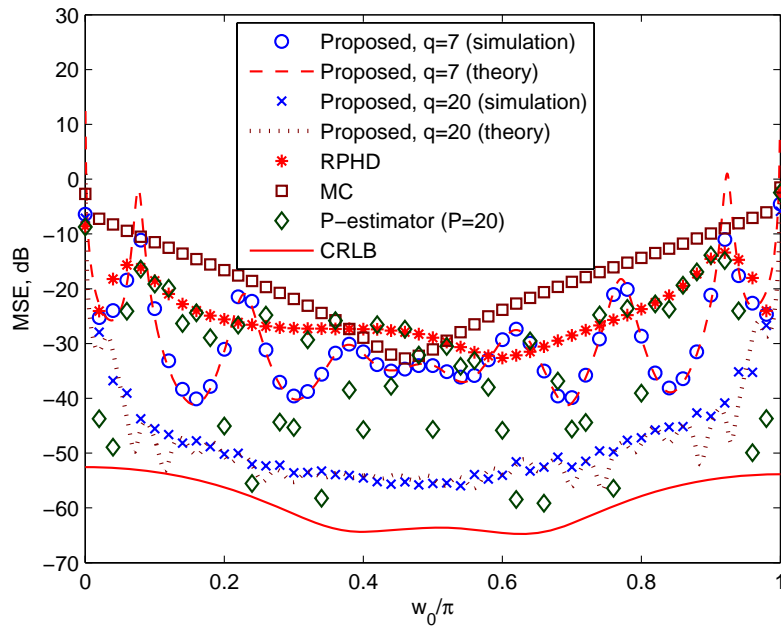 30
20
10
0
−10
−20
−30
−40
−50
−60
−70
MSE, dB
Proposed, q=7 (simulation)
Proposed, q=7 (theory)
Proposed, q=20 (simulation)
Proposed, q=20 (theory)
RPHD
MC
P−estimator (P=20)
CRLB
0 0.2 0.4 0.6 0.8 1
w₀/π